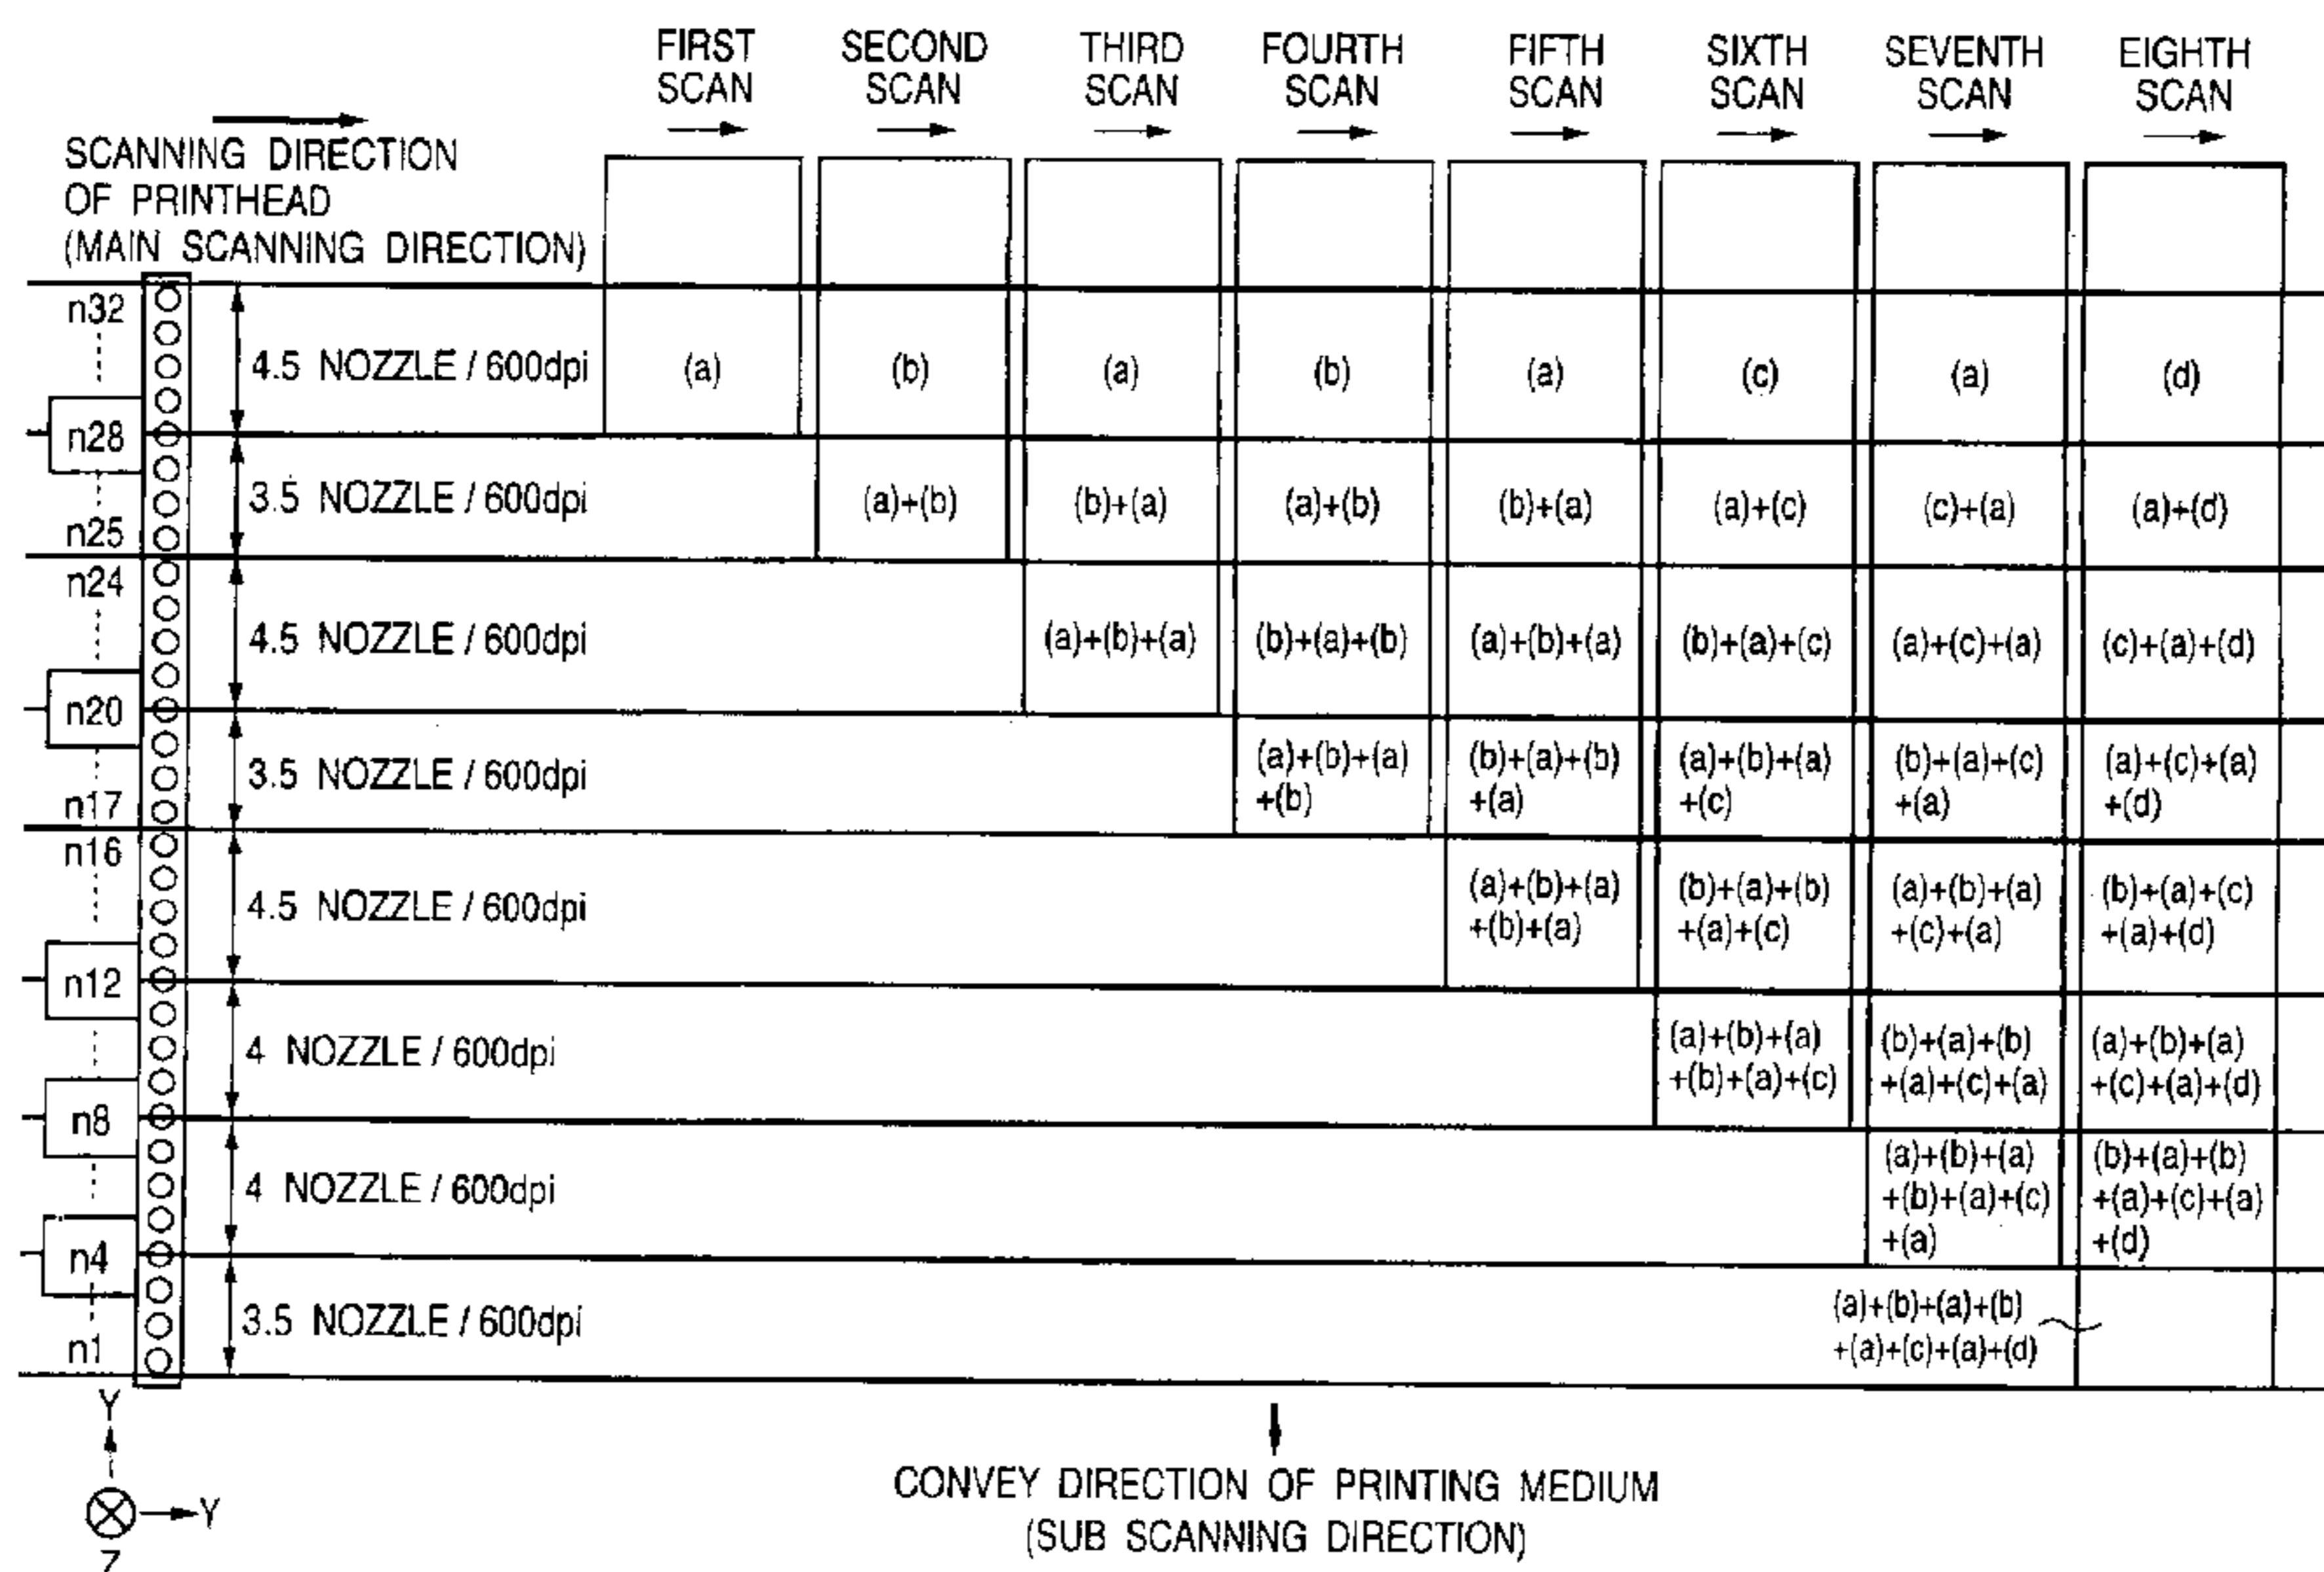 FIRST SCAN
SECOND SCAN
THIRD SCAN
FOURTH SCAN
FIFTH SCAN
SIXTH SCAN
SEVENTH SCAN
EIGHTH SCAN
SCANNING DIRECTION
OF PRINTHEAD
(MAIN SCANNING DIRECTION)
n32
4.5 NOZZLE / 600dpi
(a)
(b)
(a)
(b)
(a)
(c)
(a)
(d)
n28
3.5 NOZZLE / 600dpi
(a)+(b)
(b)+(a)
(a)+(b)
(b)+(a)
(a)+(c)
(c)+(a)
(a)+(d)
n25
n24
4.5 NOZZLE / 600dpi
(a)+(b)+(a)
(b)+(a)+(b)
(a)+(b)+(a)
(b)+(a)+(c)
(a)+(c)+(a)
(c)+(a)+(d)
n20
3.5 NOZZLE / 600dpi
(a)+(b)+(a)
+(b)
(b)+(a)+(b)
+(a)
(a)+(b)+(a)
+(c)
(b)+(a)+(c)
+(a)
(a)+(c)+(a)
+(d)
n17
n16
4.5 NOZZLE / 600dpi
(a)+(b)+(a)
+(b)+(a)
(b)+(a)+(b)
+(a)+(c)
(a)+(b)+(a)
+(c)+(a)
(b)+(a)+(c)
+(a)+(d)
n12
4 NOZZLE / 600dpi
(a)+(b)+(a)
+(b)+(a)+(c)
(b)+(a)+(b)
+(a)+(c)+(a)
(a)+(b)+(a)
+(c)+(a)+(d)
n8
4 NOZZLE / 600dpi
(a)+(b)+(a)
+(b)+(a)+(c)
+(a)
(b)+(a)+(b)
+(a)+(c)+(a)
+(d)
n4
3.5 NOZZLE / 600dpi
(a)+(b)+(a)+(b)
+(a)+(c)+(a)+(d)
n1
Y
Y
Z
CONVEY DIRECTION OF PRINTING MEDIUM
(SUB SCANNING DIRECTION)